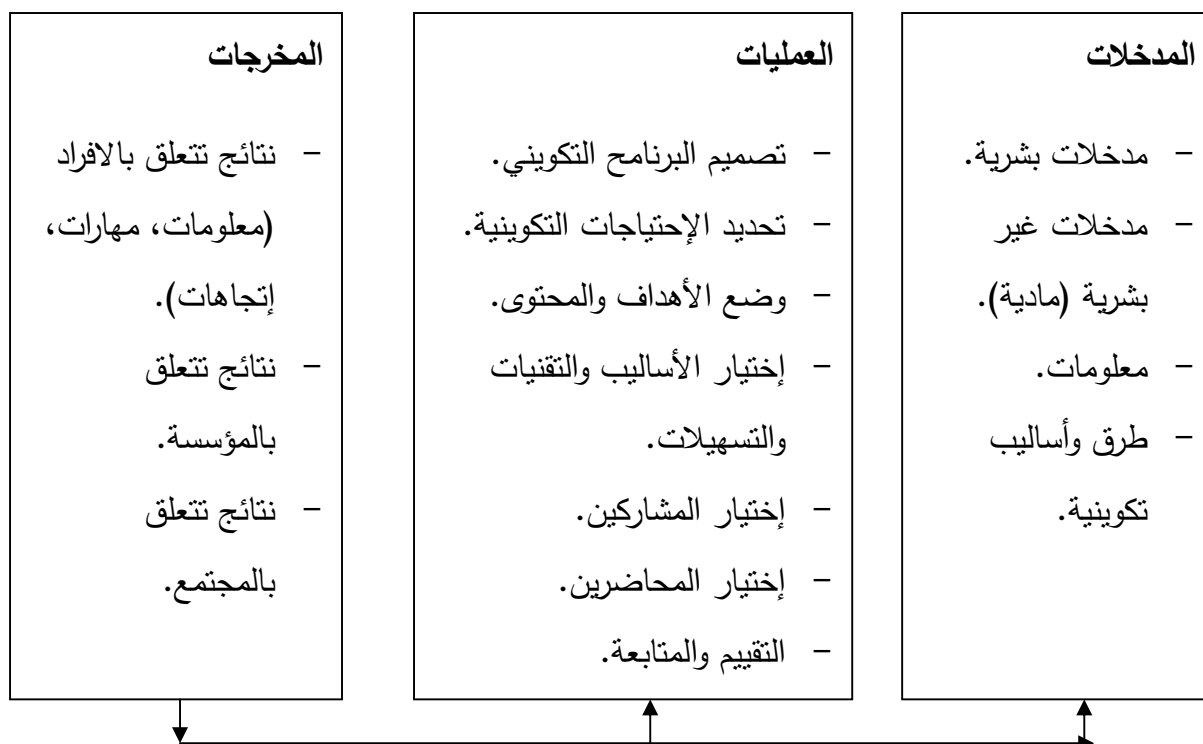 المدخلات
– مدخلات بشرية.
– مدخلات غير
بشرية (مادية).
– معلومات.
– طرق وأساليب
تكوينية.
العمليات
– تصميم البرنامح التكويني.
– تحديد الإحتياجات التكوينية.
– وضع الأهداف والمحتوى.
– إختيار الأساليب والتقنيات
والتسهيلات.
– إختيار المشاركين.
– إختيار المحاضرين.
– التقييم والمتابعة.
المخرجات
– نتائج تتعلق بالافراد
(معلومات، مهارات،
إتجاهات).
– نتائج تتعلق
بالمؤسسة.
– نتائج تتعلق
بالمجتمع.